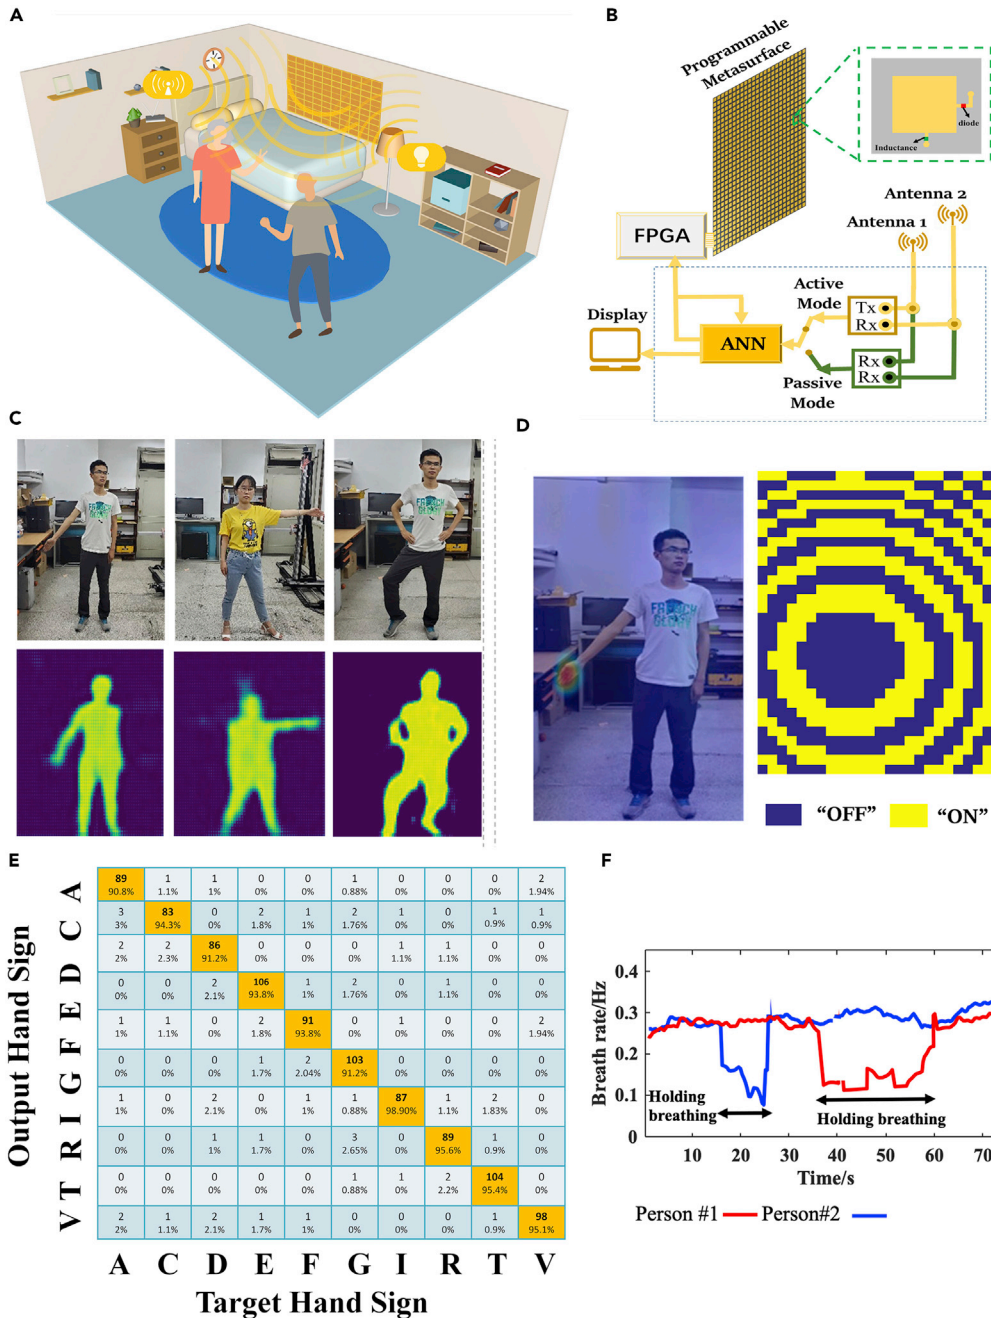 A
B
Programmable
Metasurface
diode
Inductance
Antenna 2
Antenna 1
FPGA
Active
Mode
Tx
Rx
Display
ANN
Rx
Rx
Passive
Mode
C
D
FRENCH
GLORY
"OFF"
"ON"
E
Output Hand Sign
A
89 1 1 0 0 1 0 0 0 2
90.8% 1.1% 1% 0% 0% 0.88% 0% 0% 0% 1.94%
C
3 83 0 2 1 2 1 0 1 1
3% 94.3% 0% 1.8% 1% 1.76% 1% 0% 0.9% 0.9%
D
2 2 86 0 0 0 1 1 0 0
2% 2.3% 91.2% 0% 0% 0% 1.1% 1.1% 0% 0%
E
0 0 2 106 1 2 0 1 0 0
0% 0% 2.1% 93.8% 1% 1.76% 0% 1.1% 0% 0%
F
1 1 0 2 91 0 1 0 0 2
1% 1.1% 0% 1.8% 93.8% 0% 0% 0% 0% 1.94%
G
0 0 0 1 2 103 0 0 0 0
0% 0% 0% 1.7% 2.04% 91.2% 0% 0% 0% 0%
I
1 0 2 0 1 1 87 1 2 0
1% 0% 2.1% 0% 1% 0.88% 98.90% 1.1% 1.83% 0%
R
0 0 1 1 0 3 0 89 1 0
0% 0% 1% 1.7% 0% 2.65% 0% 95.6% 0.9% 0%
T
0 0 0 0 0 1 1 2 104 0
0% 0% 0% 0% 0% 0.88% 1% 2.2% 95.4% 0%
V
2 1 2 1 1 0 0 0 1 98
2% 1.1% 2.1% 1.7% 1% 0% 0% 0% 0.9% 95.1%
A C D E F G I R T V
Target Hand Sign
F
Breath rate/Hz
0.4
0.3
0.2
0.1
0
Holding
breathing
Holding breathing
10 20 30 40 50 60 70
Time/s
Person #1
Person#2